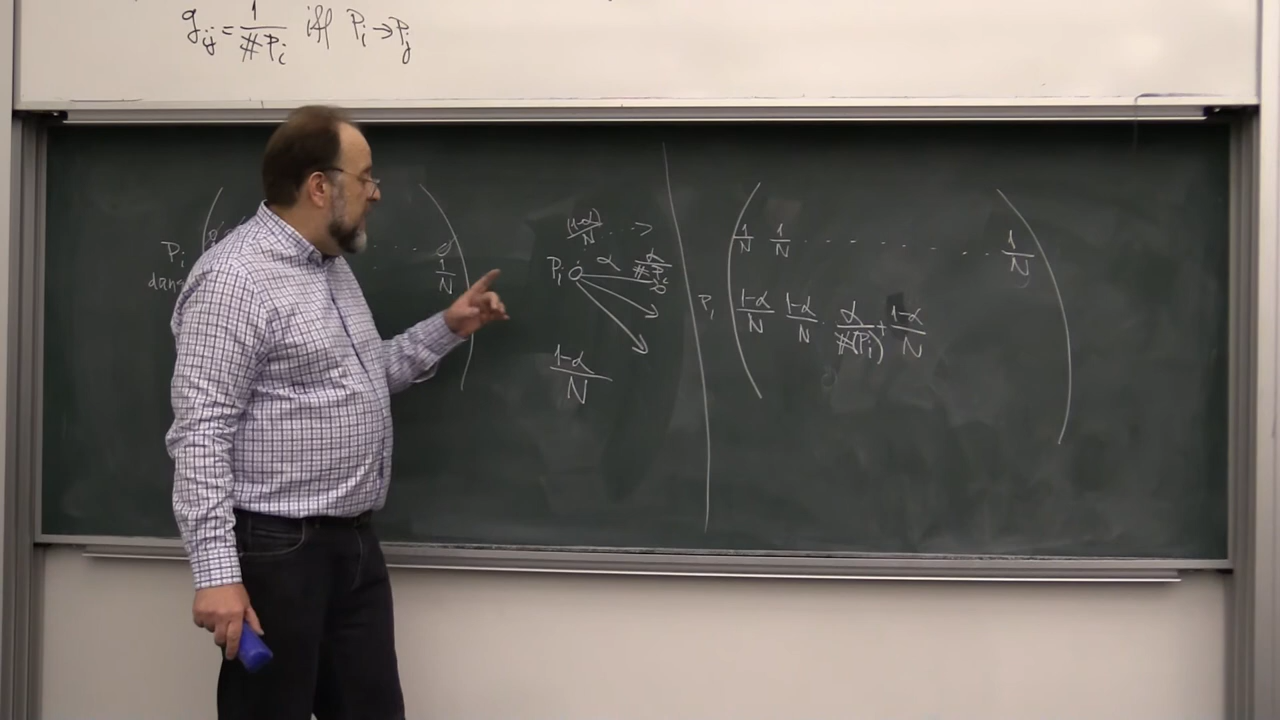 g_ij = 1/#P_i iff P_i → P_j
P_i
dang
0
1/N
(1-α)/N ... →
P_i α α/#P_i
(1-α)/N
1/N 1/N . . . . . . . . . 1/N
P_i (1-α)/N (1-α)/N . α/#(P_i) + (1-α)/N